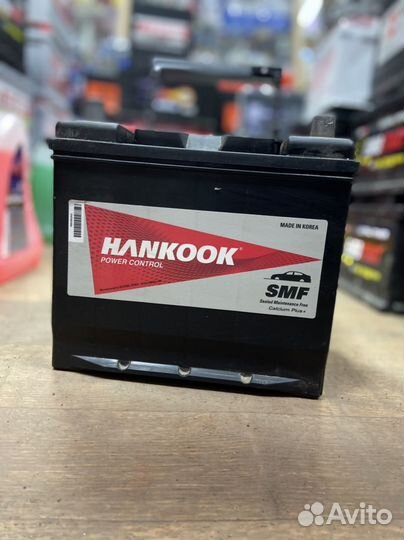 MADE IN KOREA
HANKOOK
POWER CONTROL
SMF
Sealed Maintenance Free
Calcium Plus+
Avito